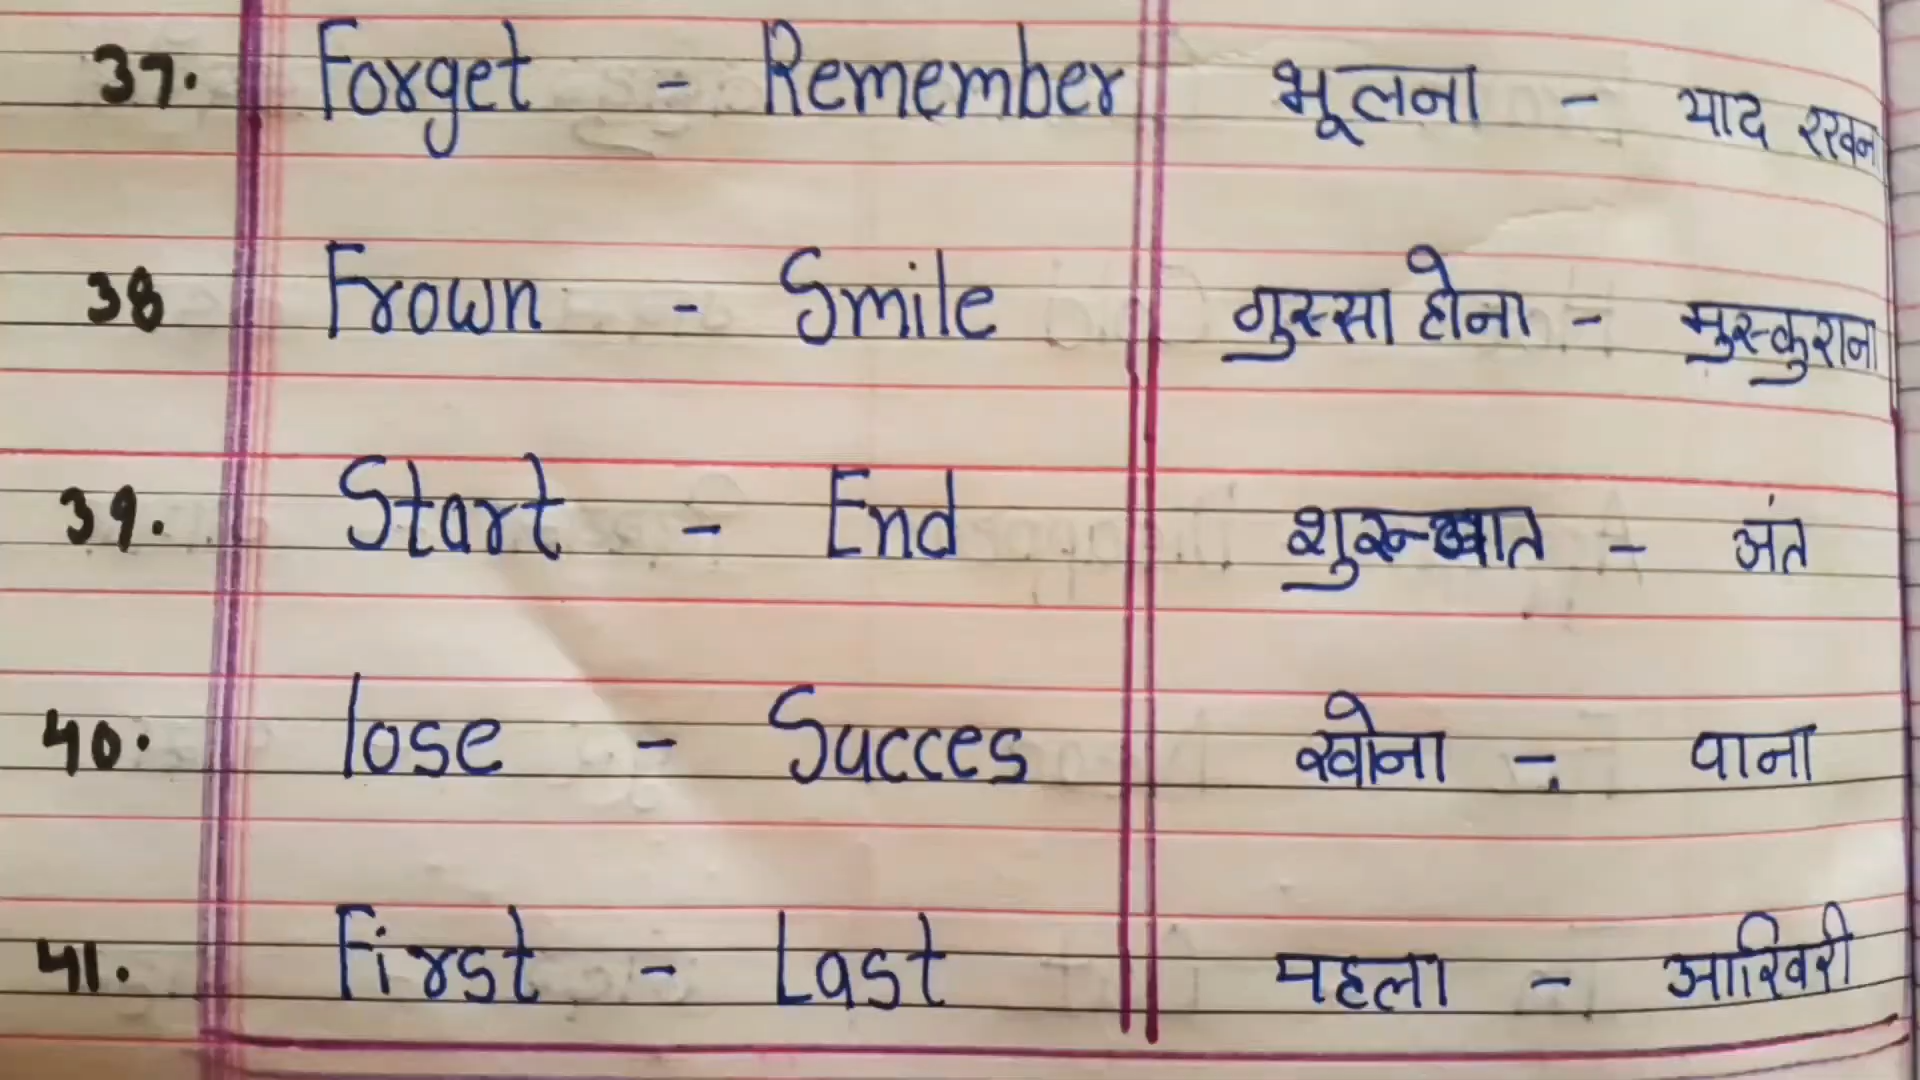 37. Forget - Remember भूलना - याद रखना
38 Frown - Smile गुस्सा होना - मुस्कुराना
39. Start - End - अंत
40. lose - Succes खोना - पाना
41. First - Last पहला - आखिरी